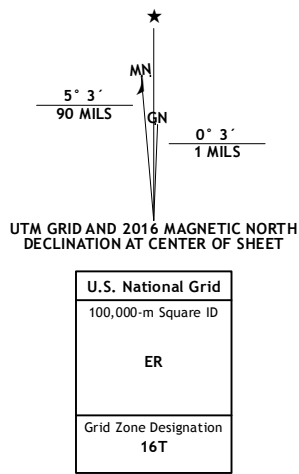 ★
MN
5° 3´
90 MILS
GN
0° 3´
1 MILS
UTM GRID AND 2016 MAGNETIC NORTH
DECLINATION AT CENTER OF SHEET
U.S. National Grid
100,000-m Square ID
ER
Grid Zone Designation
16T